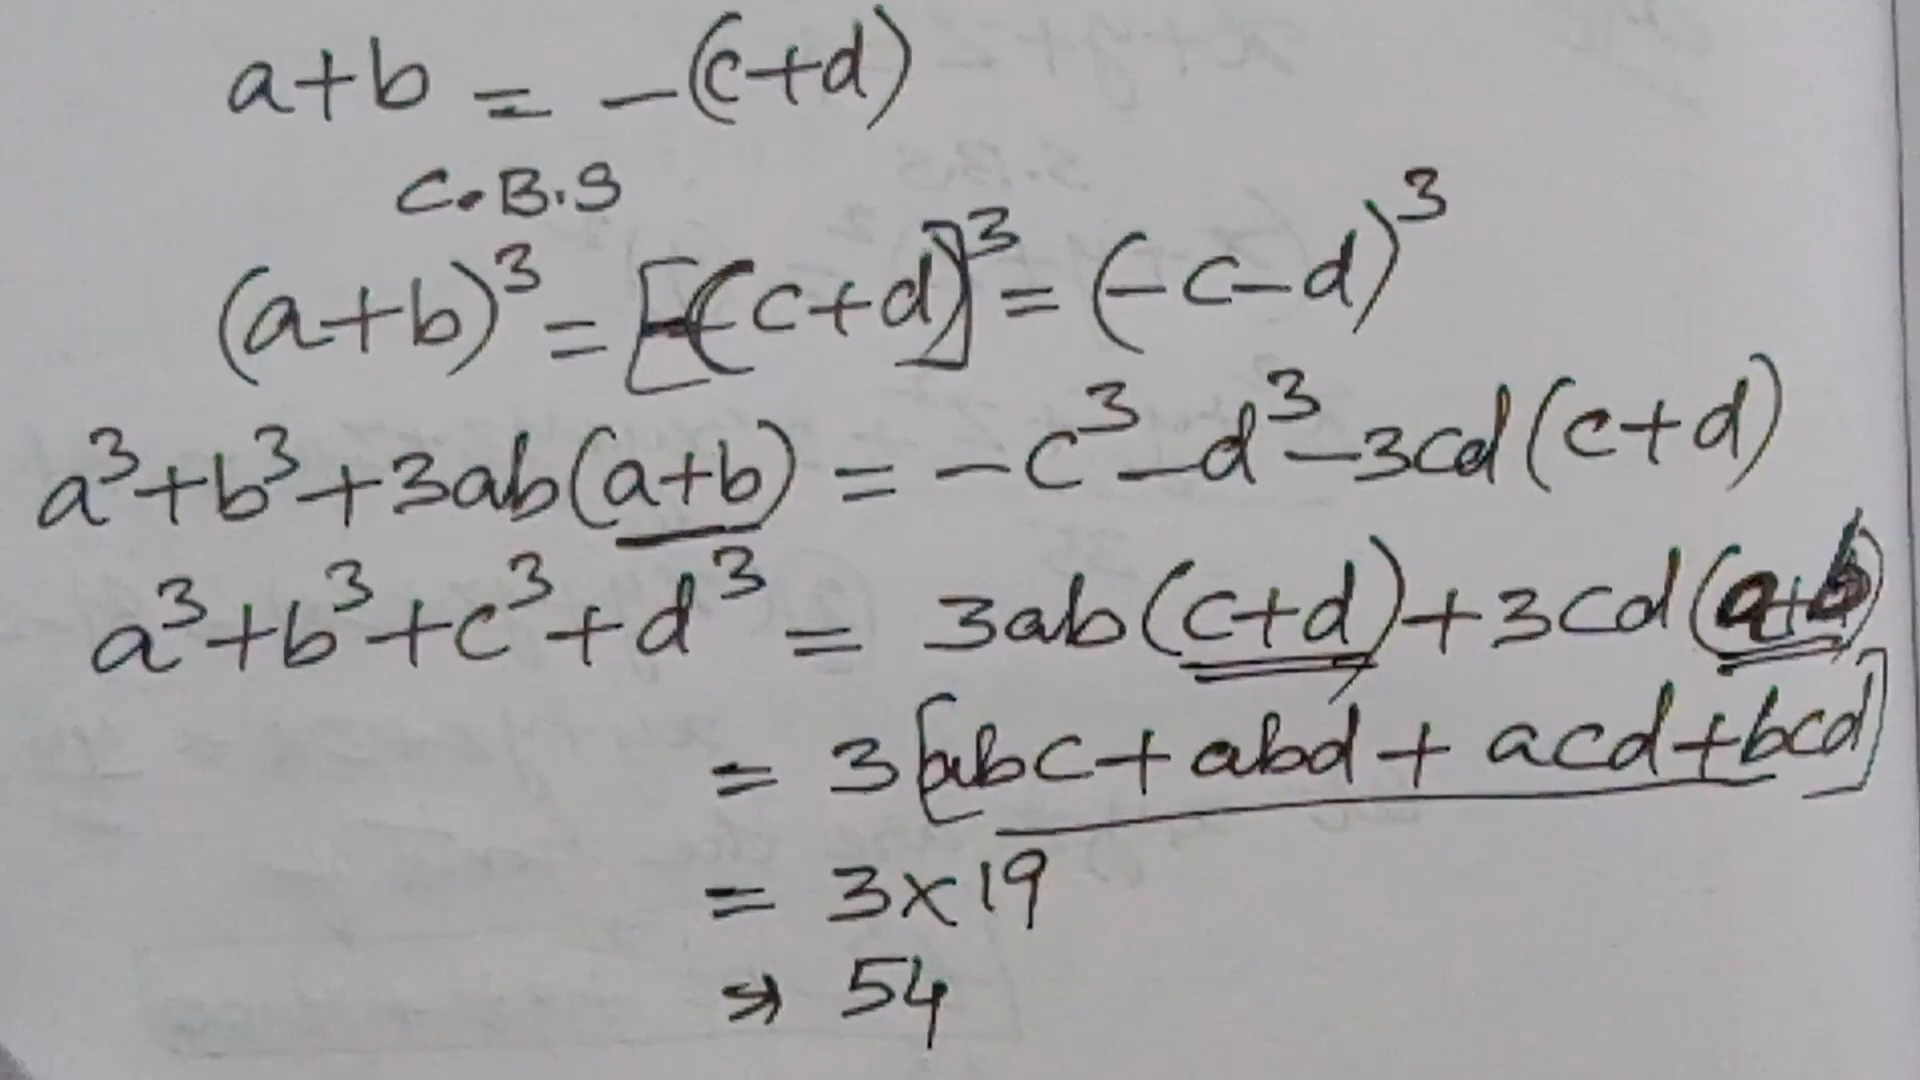 a+b = -(c+d)
C.B.S
(a+b)³ = [-(c+d)]³ = (-c-d)³
a³+b³+3ab(a+b) = -c³-d³-3cd(c+d)
a³+b³+c³+d³ = 3ab(c+d)+3cd(a+b)
= 3[abc+abd+acd+bcd]
= 3×19
⇒ 54